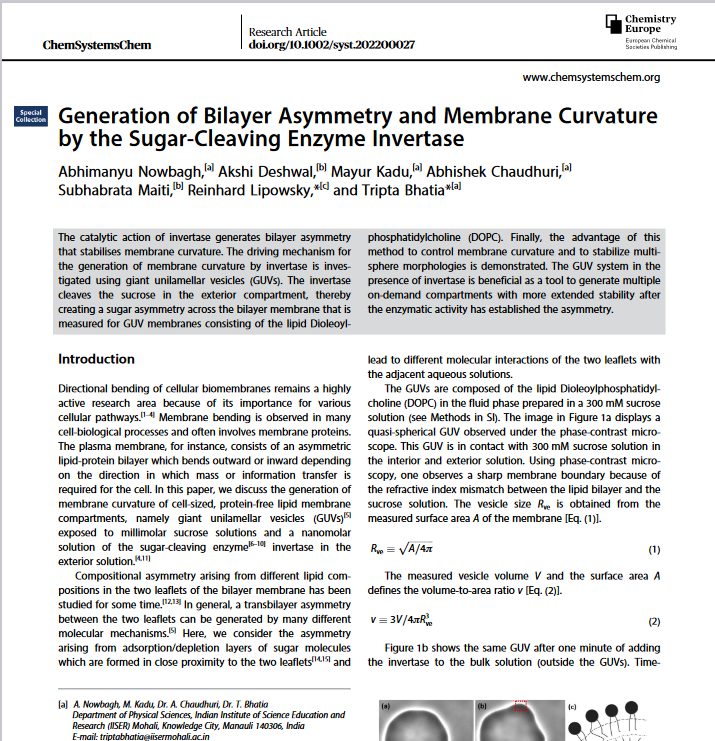 ChemSystemsChem
Research Article
doi.org/10.1002/syst.202200027
Chemistry
Europe
European Chemical
Societies Publishing
www.chemsystemschem.org
Special
Collection
Generation of Bilayer Asymmetry and Membrane Curvature
by the Sugar-Cleaving Enzyme Invertase
Abhimanyu Nowbagh,[a] Akshi Deshwal,[b] Mayur Kadu,[a] Abhishek Chaudhuri,[a]
Subhabrata Maiti,[b] Reinhard Lipowsky,*[c] and Tripta Bhatia*[a]
The catalytic action of invertase generates bilayer asymmetry
that stabilises membrane curvature. The driving mechanism for
the generation of membrane curvature by invertase is inves-
tigated using giant unilamellar vesicles (GUVs). The invertase
cleaves the sucrose in the exterior compartment, thereby
creating a sugar asymmetry across the bilayer membrane that is
measured for GUV membranes consisting of the lipid Dioleoyl-
phosphatidylcholine (DOPC). Finally, the advantage of this
method to control membrane curvature and to stabilize multi-
sphere morphologies is demonstrated. The GUV system in the
presence of invertase is beneficial as a tool to generate multiple
on-demand compartments with more extended stability after
the enzymatic activity has established the asymmetry.
Introduction
Directional bending of cellular biomembranes remains a highly
active research area because of its importance for various
cellular pathways.[1–4] Membrane bending is observed in many
cell-biological processes and often involves membrane proteins.
The plasma membrane, for instance, consists of an asymmetric
lipid-protein bilayer which bends outward or inward depending
on the direction in which mass or information transfer is
required for the cell. In this paper, we discuss the generation of
membrane curvature of cell-sized, protein-free lipid membrane
compartments, namely giant unilamellar vesicles (GUVs)[5]
exposed to millimolar sucrose solutions and a nanomolar
solution of the sugar-cleaving enzyme[6–10] invertase in the
exterior solution.[4,11]
Compositional asymmetry arising from different lipid com-
positions in the two leaflets of the bilayer membrane has been
studied for some time.[12,13] In general, a transbilayer asymmetry
between the two leaflets can be generated by many different
molecular mechanisms.[5] Here, we consider the asymmetry
arising from adsorption/depletion layers of sugar molecules
which are formed in close proximity to the two leaflets[14,15] and
lead to different molecular interactions of the two leaflets with
the adjacent aqueous solutions.
The GUVs are composed of the lipid Dioleoylphosphatidyl-
choline (DOPC) in the fluid phase prepared in a 300 mM sucrose
solution (see Methods in SI). The image in Figure 1a displays a
quasi-spherical GUV observed under the phase-contrast micro-
scope. This GUV is in contact with 300 mM sucrose solution in
the interior and exterior solution. Using phase-contrast micro-
scopy, one observes a sharp membrane boundary because of
the refractive index mismatch between the lipid bilayer and the
sucrose solution. The vesicle size Rve is obtained from the
measured surface area A of the membrane [Eq. (1)].
Rve ≡ √A/4π (1)
The measured vesicle volume V and the surface area A
defines the volume-to-area ratio v [Eq. (2)].
v ≡ 3V/4πR³ve (2)
Figure 1b shows the same GUV after one minute of adding
the invertase to the bulk solution (outside the GUVs). Time-
[a] A. Nowbagh, M. Kadu, Dr. A. Chaudhuri, Dr. T. Bhatia
Department of Physical Sciences, Indian Institute of Science Education and
Research (IISER) Mohali, Knowledge City, Manauli 140306, India
E-mail: triptabhatia@iisermohali.ac.in
(a) (b) (c)